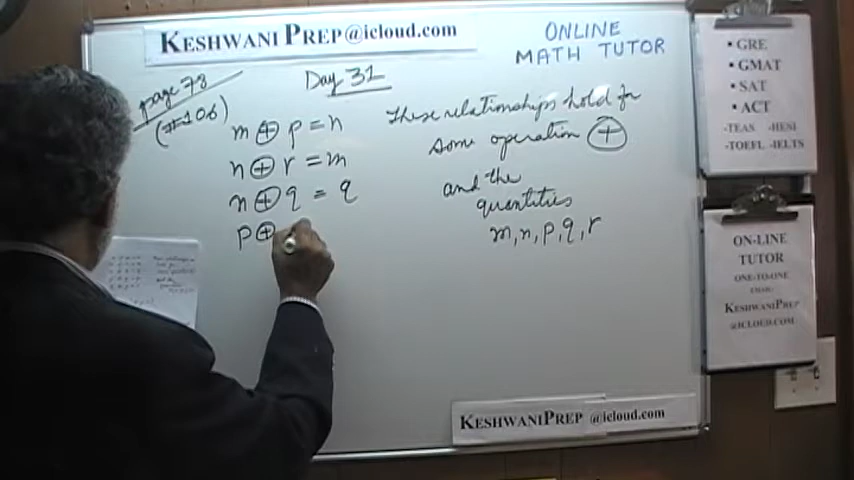 KESHWANI PREP@icloud.com
ONLINE
MATH TUTOR
page 78
(#106)
Day 31
m ⊕ p = n
n ⊕ r = m
n ⊕ q = q
p ⊕
These relationships hold for
some operation ⊕
and the
quantities
m, n, p, q, r
• GRE
• GMAT
• SAT
• ACT
-TEAS -HESI
-TOEFL -IELTS
ON-LINE
TUTOR
ONE-TO-ONE
EMAIL:
KESHWANIPREP
@ICLOUD.COM
KESHWANIPREP @icloud.com